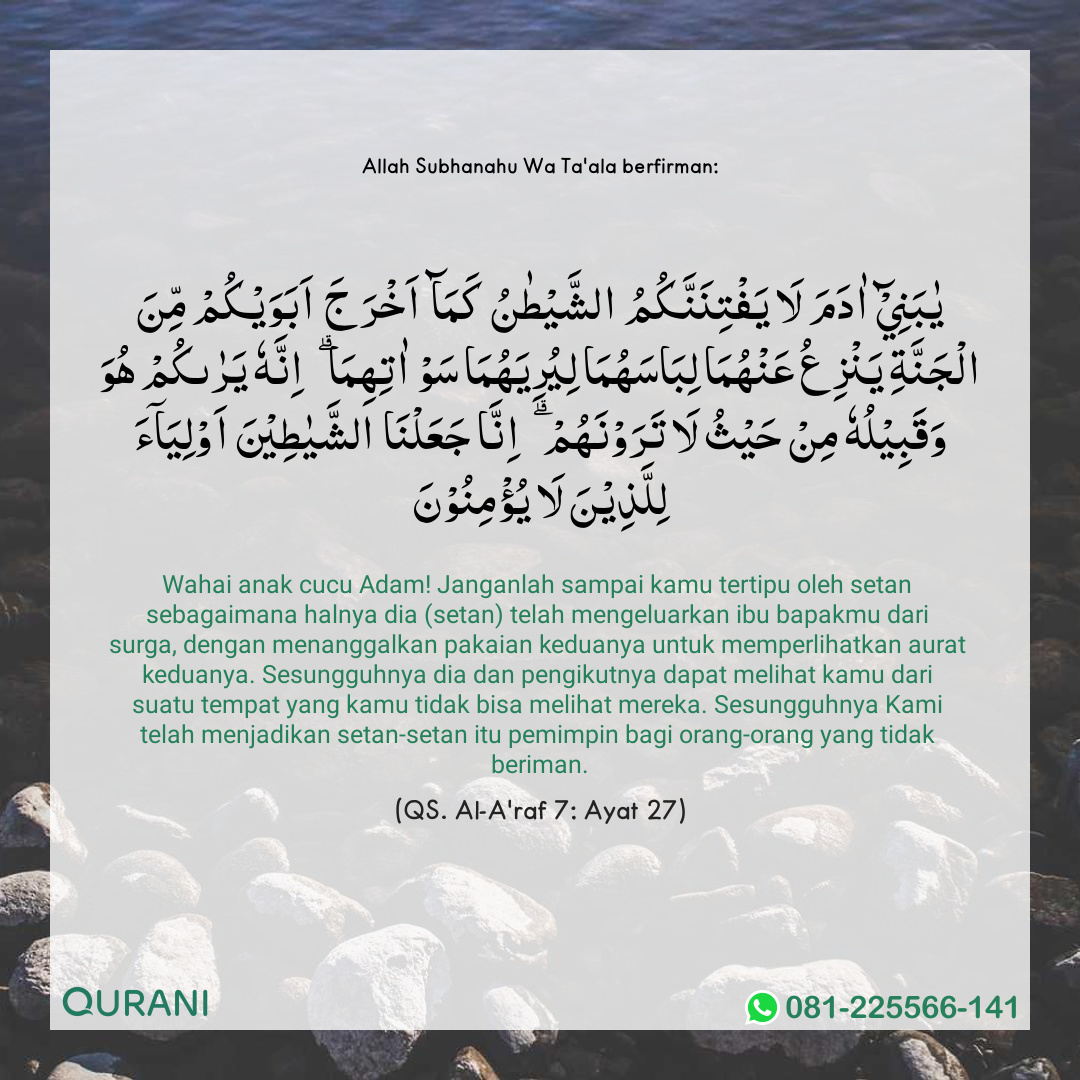 Allah Subhanahu Wa Ta'ala berfirman:
يٰبَنِيْٓ اٰدَمَ لَا يَفْتِنَنَّكُمُ الشَّيْطٰنُ كَمَاۤ اَخْرَجَ اَبَوَيْكُمْ مِّنَ
الْجَنَّةِ يَنْزِعُ عَنْهُمَا لِبَاسَهُمَا لِيُرِيَهُمَا سَوْاٰتِهِمَا ۗ اِنَّهٗ يَرٰىكُمْ هُوَ
وَقَبِيْلُهٗ مِنْ حَيْثُ لَا تَرَوْنَهُمْ ۗ اِنَّا جَعَلْنَا الشَّيٰطِيْنَ اَوْلِيَآءَ
لِلَّذِيْنَ لَا يُؤْمِنُوْنَ
Wahai anak cucu Adam! Janganlah sampai kamu tertipu oleh setan
sebagaimana halnya dia (setan) telah mengeluarkan ibu bapakmu dari
surga, dengan menanggalkan pakaian keduanya untuk memperlihatkan aurat
keduanya. Sesungguhnya dia dan pengikutnya dapat melihat kamu dari
suatu tempat yang kamu tidak bisa melihat mereka. Sesungguhnya Kami
telah menjadikan setan-setan itu pemimpin bagi orang-orang yang tidak
beriman.
(QS. Al-A'raf 7: Ayat 27)
QURANI
081-225566-141